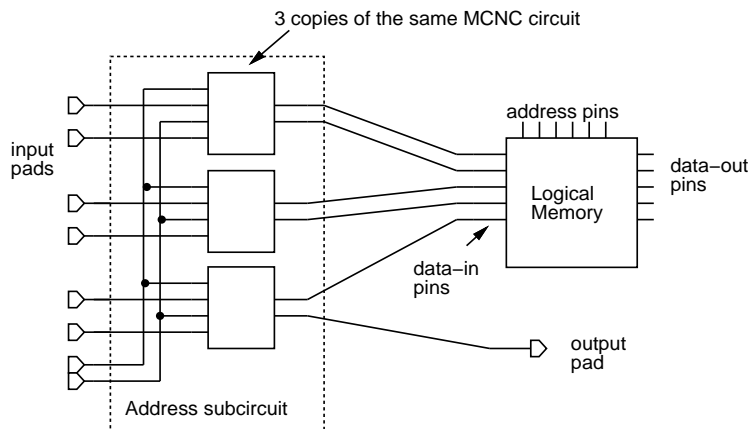 3 copies of the same MCNC circuit
address pins
input
pads
data−out
pins
Logical
Memory
data−in
pins
output
pad
Address subcircuit